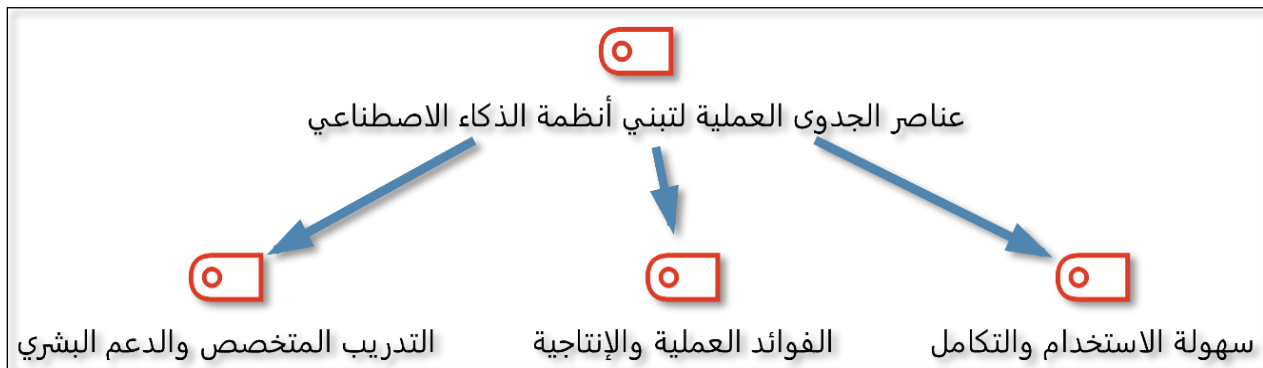 عناصر الجدوى العملية لتبني أنظمة الذكاء الاصطناعي
سهولة الاستخدام والتكامل
الفوائد العملية والإنتاجية
التدريب المتخصص والدعم البشري